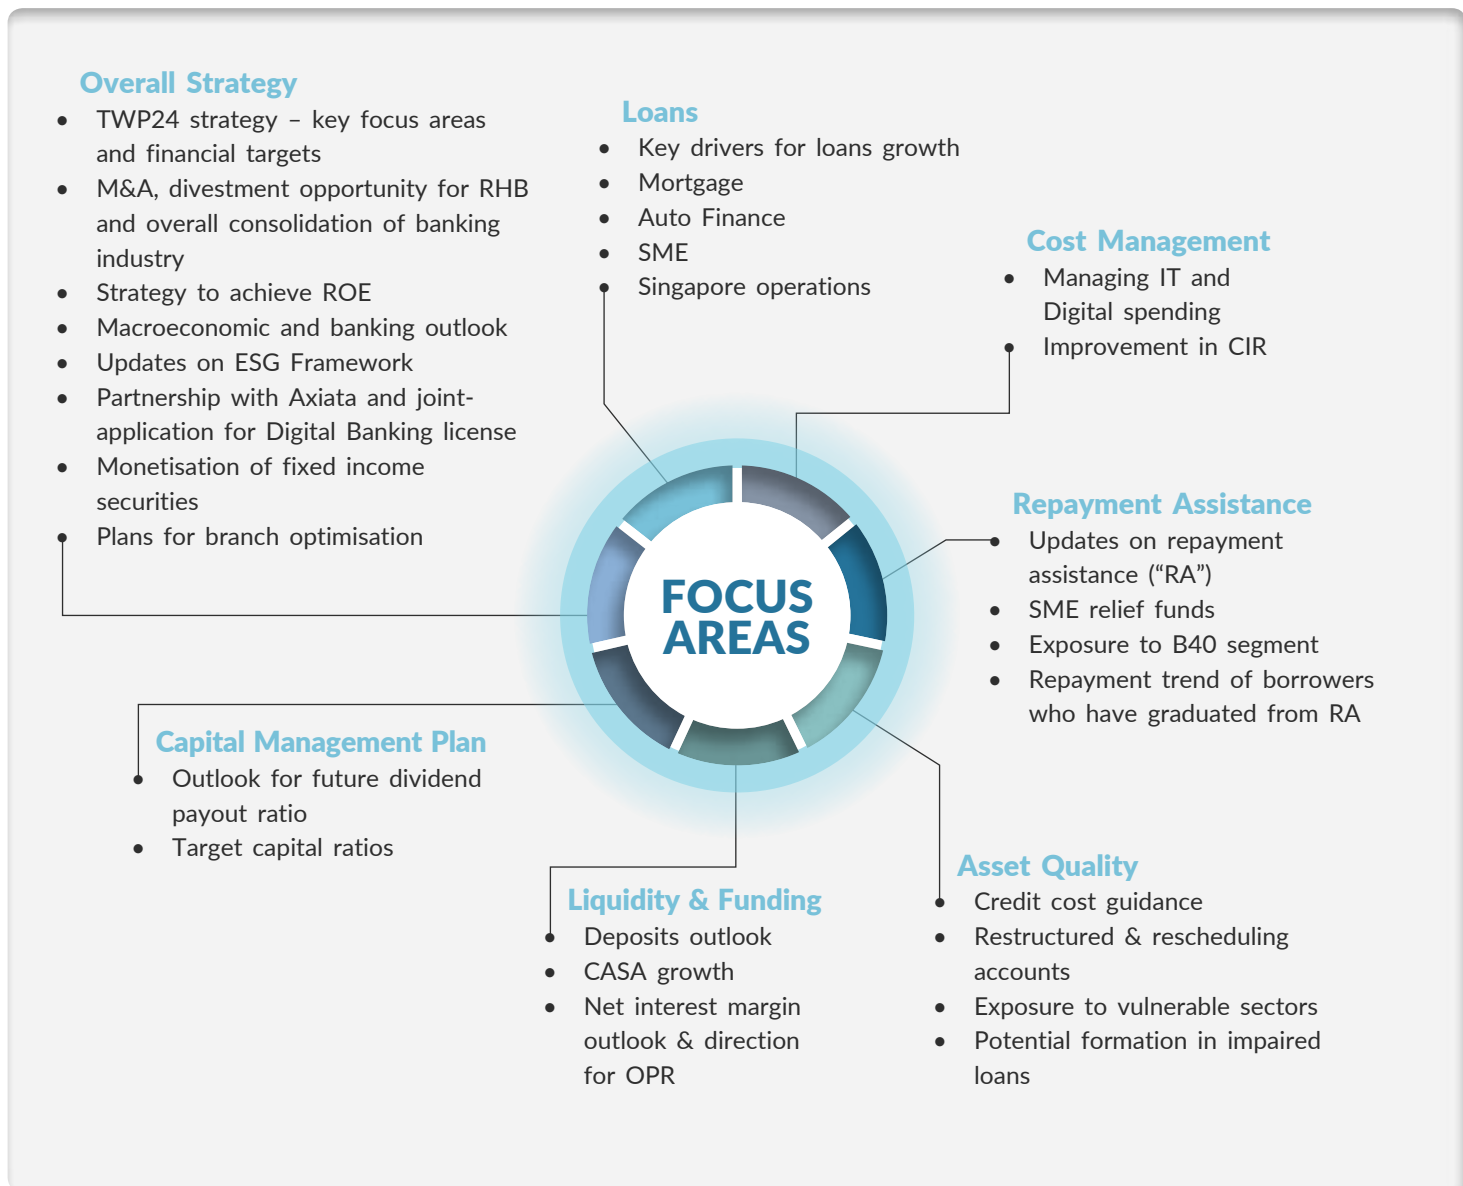 Overall Strategy
• TWP24 strategy – key focus areas
and financial targets
• M&A, divestment opportunity for RHB
and overall consolidation of banking
industry
• Strategy to achieve ROE
• Macroeconomic and banking outlook
• Updates on ESG Framework
• Partnership with Axiata and joint-
application for Digital Banking license
• Monetisation of fixed income
securities
• Plans for branch optimisation
Loans
• Key drivers for loans growth
• Mortgage
• Auto Finance
• SME
• Singapore operations
Cost Management
• Managing IT and
Digital spending
• Improvement in CIR
Repayment Assistance
• Updates on repayment
assistance (“RA”)
• SME relief funds
• Exposure to B40 segment
• Repayment trend of borrowers
who have graduated from RA
FOCUS
AREAS
Capital Management Plan
• Outlook for future dividend
payout ratio
• Target capital ratios
Liquidity & Funding
• Deposits outlook
• CASA growth
• Net interest margin
outlook & direction
for OPR
Asset Quality
• Credit cost guidance
• Restructured & rescheduling
accounts
• Exposure to vulnerable sectors
• Potential formation in impaired
loans